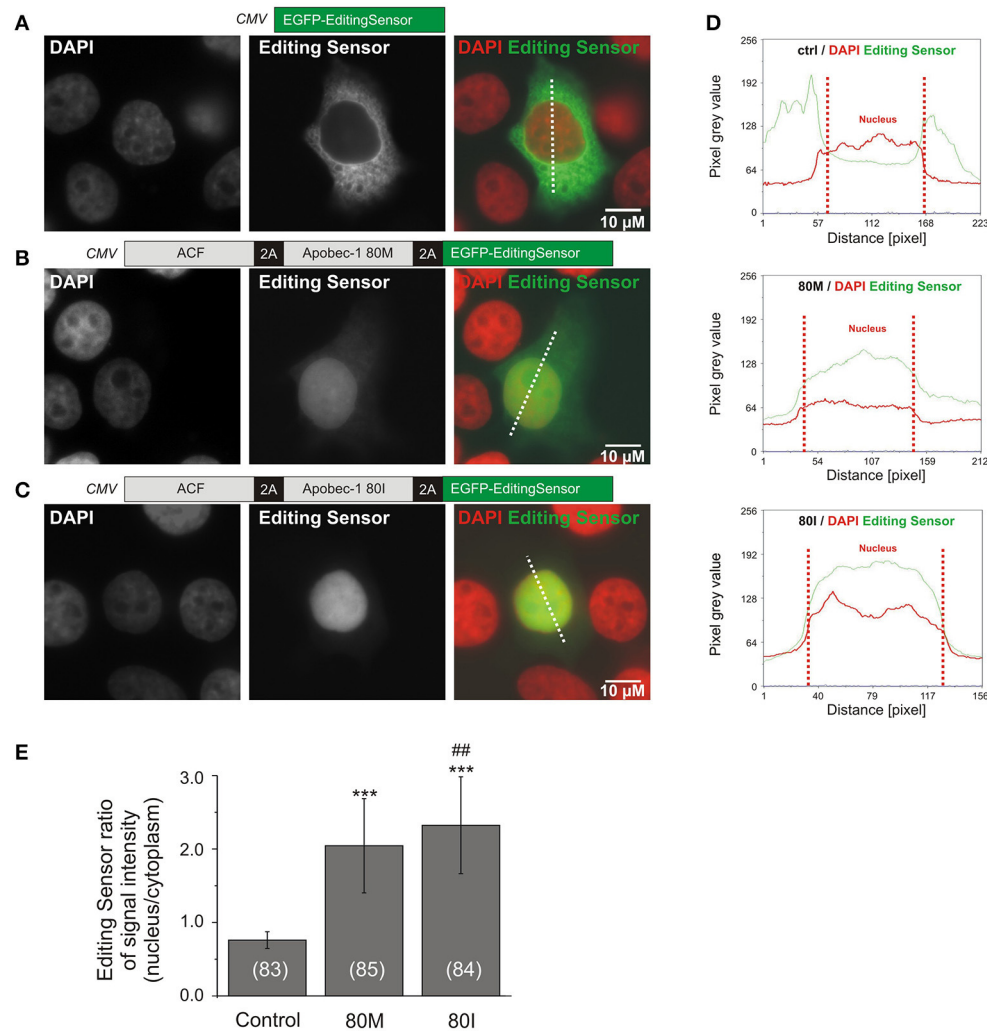 A
CMV EGFP-EditingSensor
DAPI
Editing Sensor
DAPI Editing Sensor
10 µM
B
CMV ACF 2A Apobec-1 80M 2A EGFP-EditingSensor
DAPI
Editing Sensor
DAPI Editing Sensor
10 µM
C
CMV ACF 2A Apobec-1 80I 2A EGFP-EditingSensor
DAPI
Editing Sensor
DAPI Editing Sensor
10 µM
D
ctrl / DAPI Editing Sensor
Nucleus
Pixel grey value
256
192
128
64
0
1 57 112 168 223
Distance [pixel]
80M / DAPI Editing Sensor
Nucleus
Pixel grey value
256
192
128
64
0
1 54 107 159 212
Distance [pixel]
80I / DAPI Editing Sensor
Nucleus
Pixel grey value
256
192
128
64
0
1 40 79 117 156
Distance [pixel]
E
Editing Sensor ratio
of signal intensity
(nucleus/cytoplasm)
3.0
2.0
1.0
0.0
##
*** ***
(83) (85) (84)
Control 80M 80I